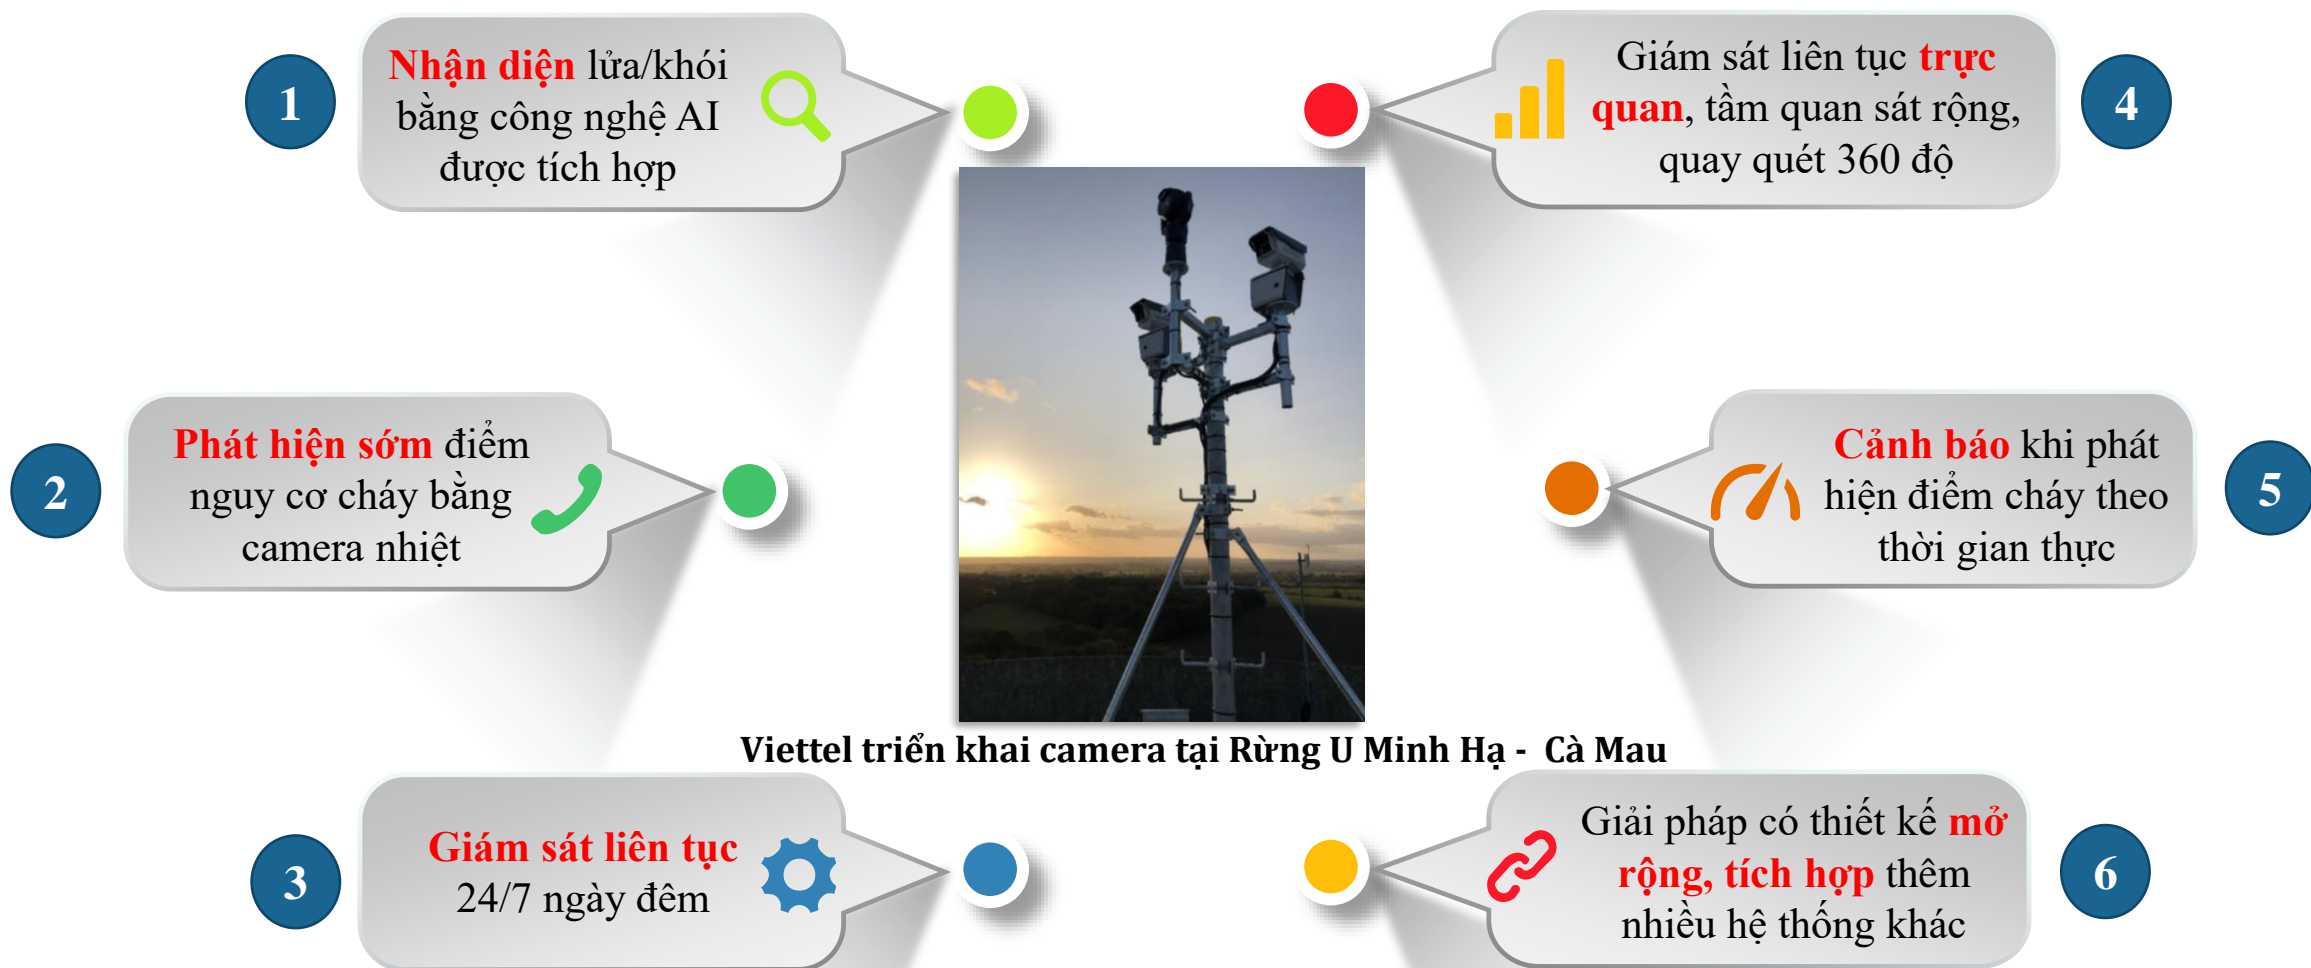 1
Nhận diện lửa/khói
bằng công nghệ AI
được tích hợp
2
Phát hiện sớm điểm
nguy cơ cháy bằng
camera nhiệt
3
Giám sát liên tục
24/7 ngày đêm
Viettel triển khai camera tại Rừng U Minh Hạ - Cà Mau
4
Giám sát liên tục trực
quan, tầm quan sát rộng,
quay quét 360 độ
5
Cảnh báo khi phát
hiện điểm cháy theo
thời gian thực
6
Giải pháp có thiết kế mở
rộng, tích hợp thêm
nhiều hệ thống khác